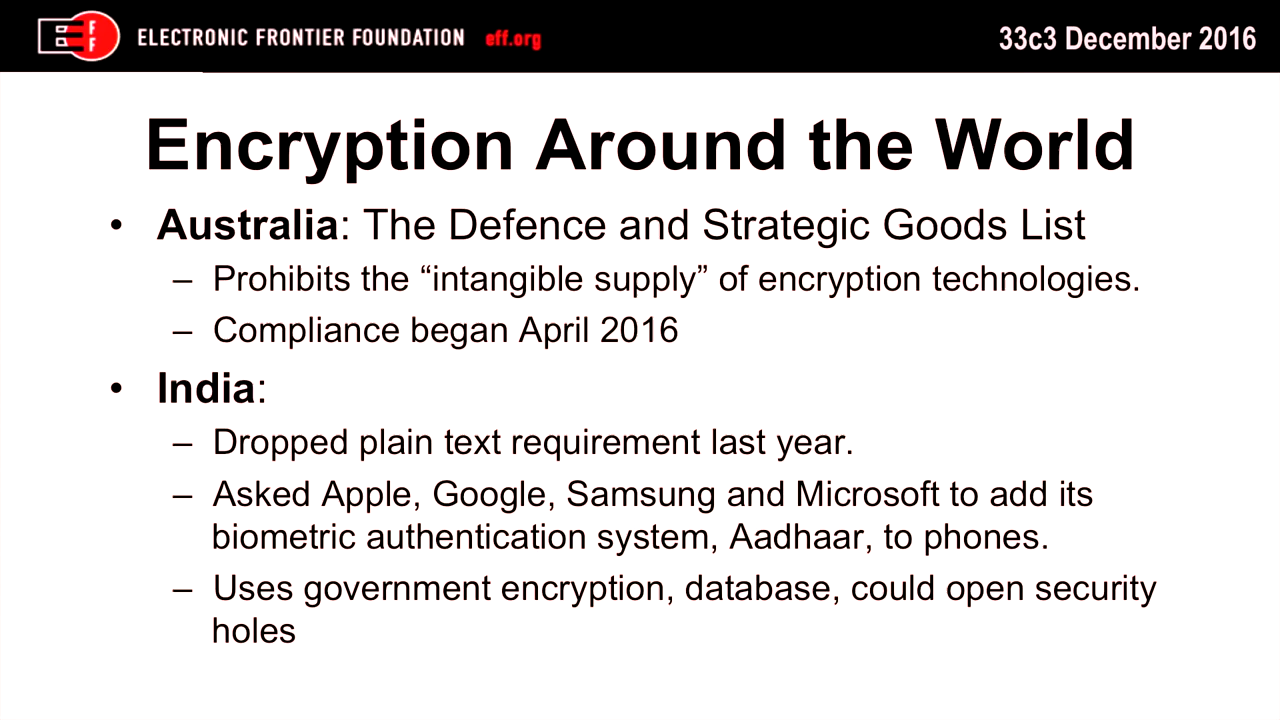 EFF
ELECTRONIC FRONTIER FOUNDATION eff.org
33c3 December 2016
Encryption Around the World
• Australia: The Defence and Strategic Goods List
– Prohibits the “intangible supply” of encryption technologies.
– Compliance began April 2016
• India:
– Dropped plain text requirement last year.
– Asked Apple, Google, Samsung and Microsoft to add its
biometric authentication system, Aadhaar, to phones.
– Uses government encryption, database, could open security
holes